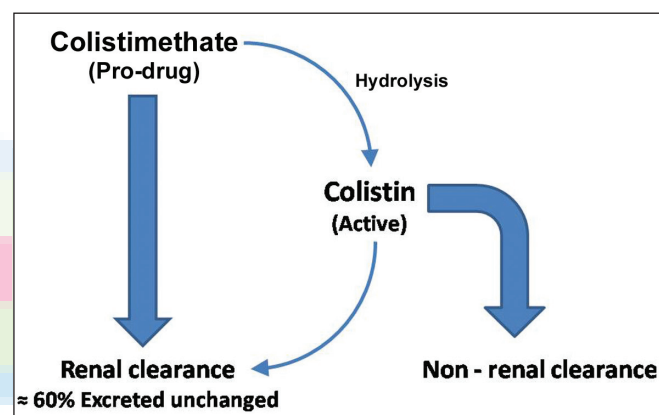 Colistimethate
(Pro-drug)
Hydrolysis
Colistin
(Active)
Renal clearance
≈ 60% Excreted unchanged
Non - renal clearance